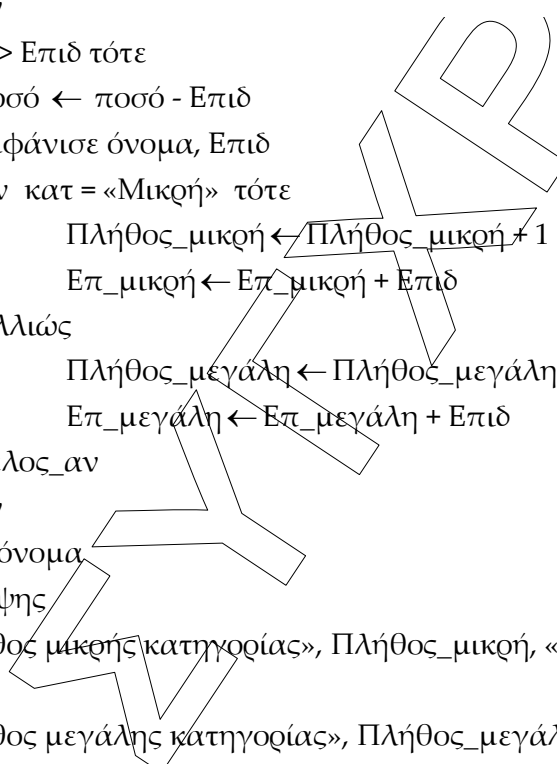 ν
> Επιδ τότε
οσό ← ποσό - Επιδ
φάνισε όνομα, Επιδ
ν κατ = «Μικρή» τότε
Πλήθος_μικρή ← Πλήθος_μικρή + 1
Επ_μικρή ← Επ_μικρή + Επιδ
λλιώς
Πλήθος_μεγάλη ← Πλήθος_μεγάλη
Επ_μεγάλη ← Επ_μεγάλη + Επιδ
λος_αν
ν
όνομα
ψης
θος μικρής κατηγορίας», Πλήθος_μικρή, «
θος μεγάλης κατηγορίας», Πλήθος_μεγάλ